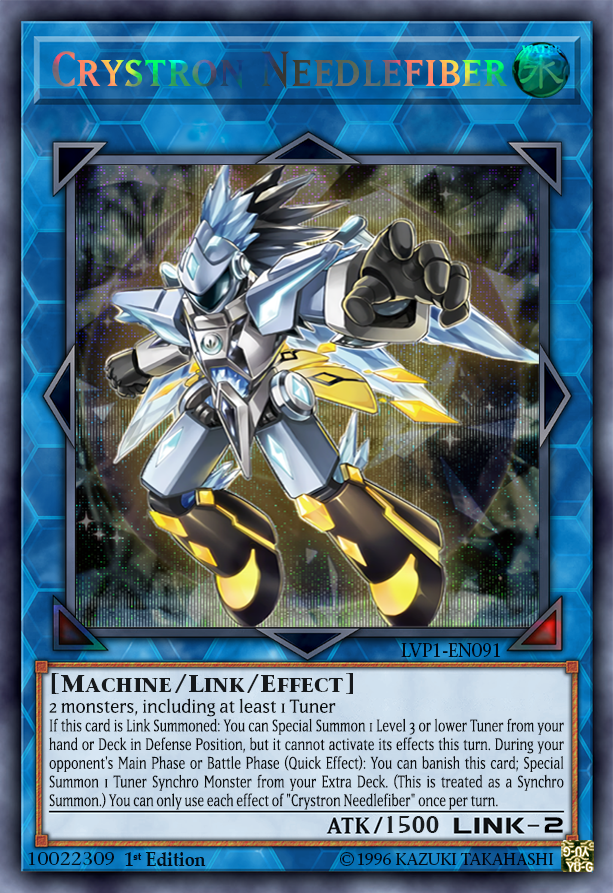 CRYSTRON NEEDLEFIBER
WATER
水
LVP1-EN091
[MACHINE/LINK/EFFECT]
2 monsters, including at least 1 Tuner
If this card is Link Summoned: You can Special Summon 1 Level 3 or lower Tuner from your
hand or Deck in Defense Position, but it cannot activate its effects this turn. During your
opponent's Main Phase or Battle Phase (Quick Effect): You can banish this card; Special
Summon 1 Tuner Synchro Monster from your Extra Deck. (This is treated as a Synchro
Summon.) You can only use each effect of "Crystron Needlefiber" once per turn.
ATK/1500 LINK-2
10022309 1st Edition ©1996 KAZUKI TAKAHASHI